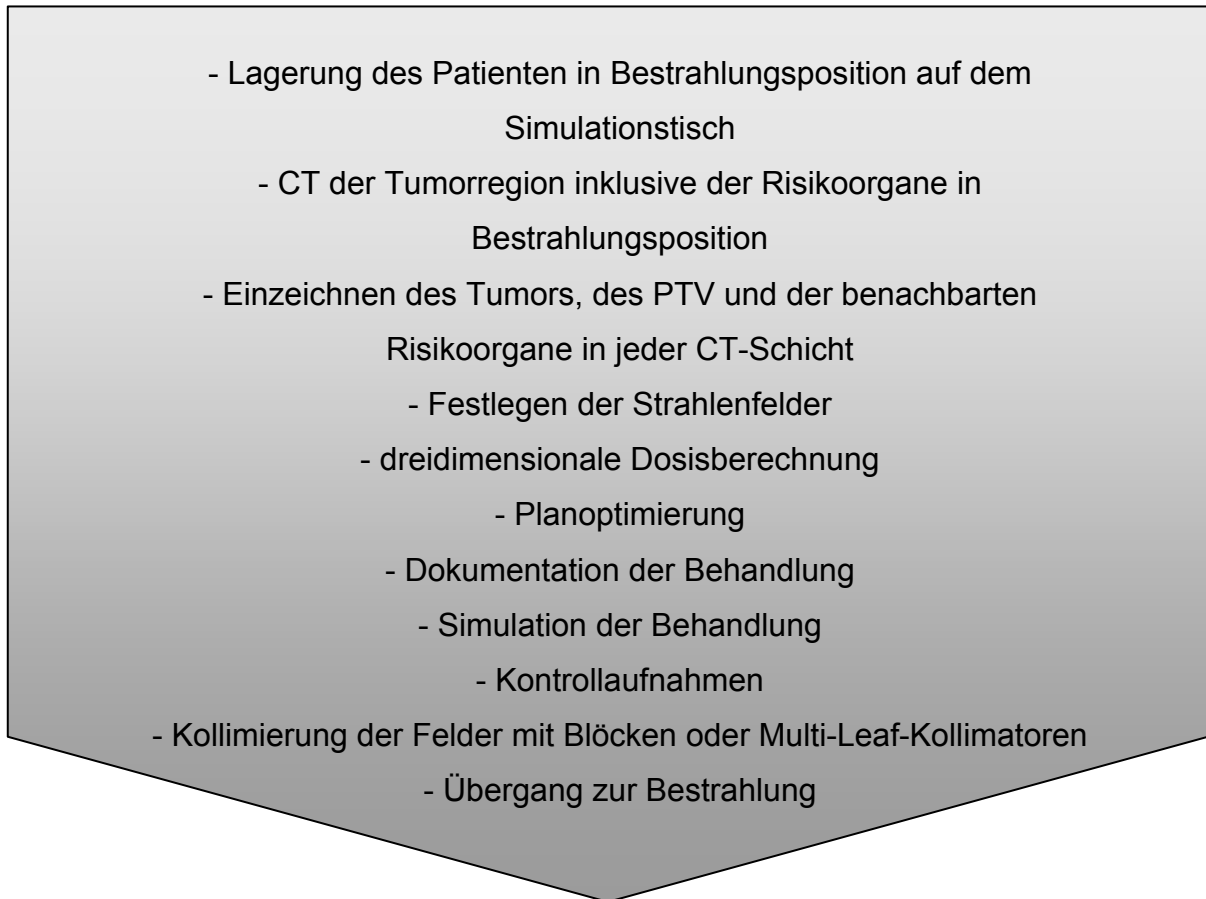 - Lagerung des Patienten in Bestrahlungsposition auf dem
Simulationstisch
- CT der Tumorregion inklusive der Risikoorgane in
Bestrahlungsposition
- Einzeichnen des Tumors, des PTV und der benachbarten
Risikoorgane in jeder CT-Schicht
- Festlegen der Strahlenfelder
- dreidimensionale Dosisberechnung
- Planoptimierung
- Dokumentation der Behandlung
- Simulation der Behandlung
- Kontrollaufnahmen
- Kollimierung der Felder mit Blöcken oder Multi-Leaf-Kollimatoren
- Übergang zur Bestrahlung